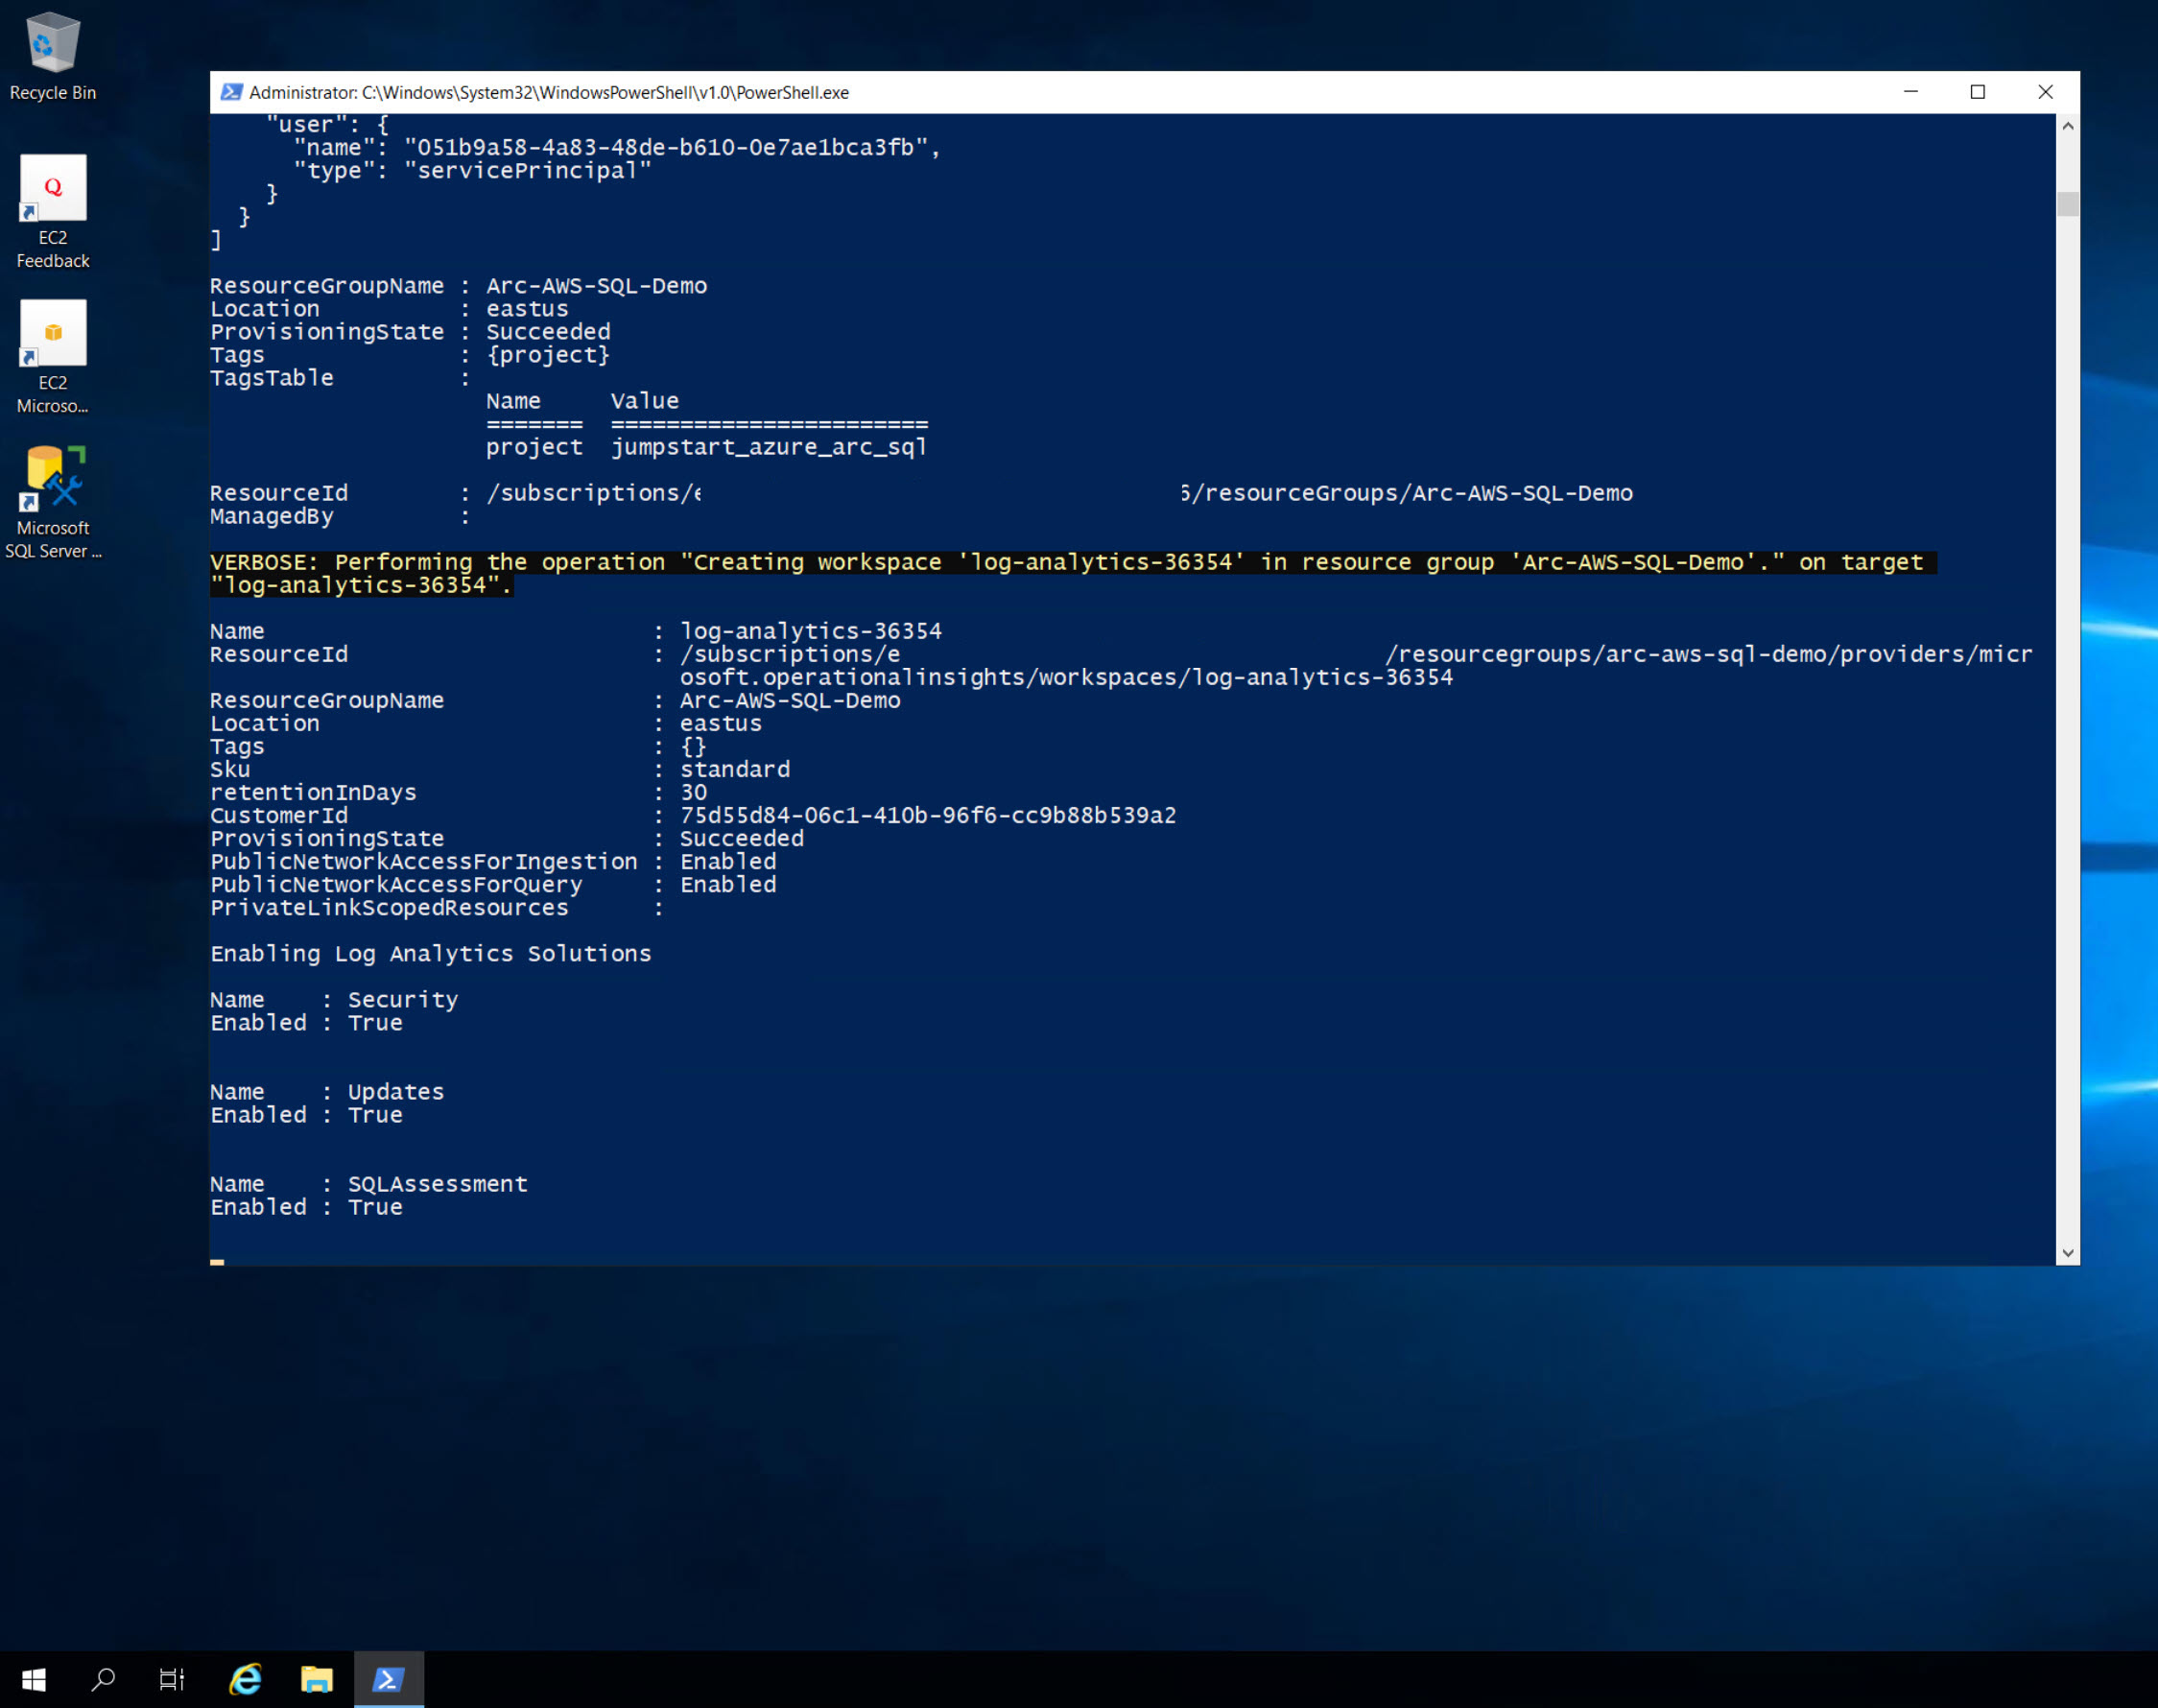 Recycle Bin
EC2
Feedback
EC2
Microso...
Microsoft
SQL Server ...
Administrator: C:\Windows\System32\WindowsPowerShell\v1.0\PowerShell.exe
"user": {
"name": "051b9a58-4a83-48de-b610-0e7ae1bca3fb",
"type": "servicePrincipal"
}
}
]
ResourceGroupName : Arc-AWS-SQL-Demo
Location : eastus
ProvisioningState : Succeeded
Tags : {project}
TagsTable :
Name Value
======= =======================
project jumpstart_azure_arc_sql
ResourceId : /subscriptions/e 6/resourceGroups/Arc-AWS-SQL-Demo
ManagedBy :
VERBOSE: Performing the operation "Creating workspace 'log-analytics-36354' in resource group 'Arc-AWS-SQL-Demo'." on target
"log-analytics-36354".
Name : log-analytics-36354
ResourceId : /subscriptions/e /resourcegroups/arc-aws-sql-demo/providers/micr
osoft.operationalinsights/workspaces/log-analytics-36354
ResourceGroupName : Arc-AWS-SQL-Demo
Location : eastus
Tags : {}
Sku : standard
retentionInDays : 30
CustomerId : 75d55d84-06c1-410b-96f6-cc9b88b539a2
ProvisioningState : Succeeded
PublicNetworkAccessForIngestion : Enabled
PublicNetworkAccessForQuery : Enabled
PrivateLinkScopedResources :
Enabling Log Analytics Solutions
Name : Security
Enabled : True
Name : Updates
Enabled : True
Name : SQLAssessment
Enabled : True